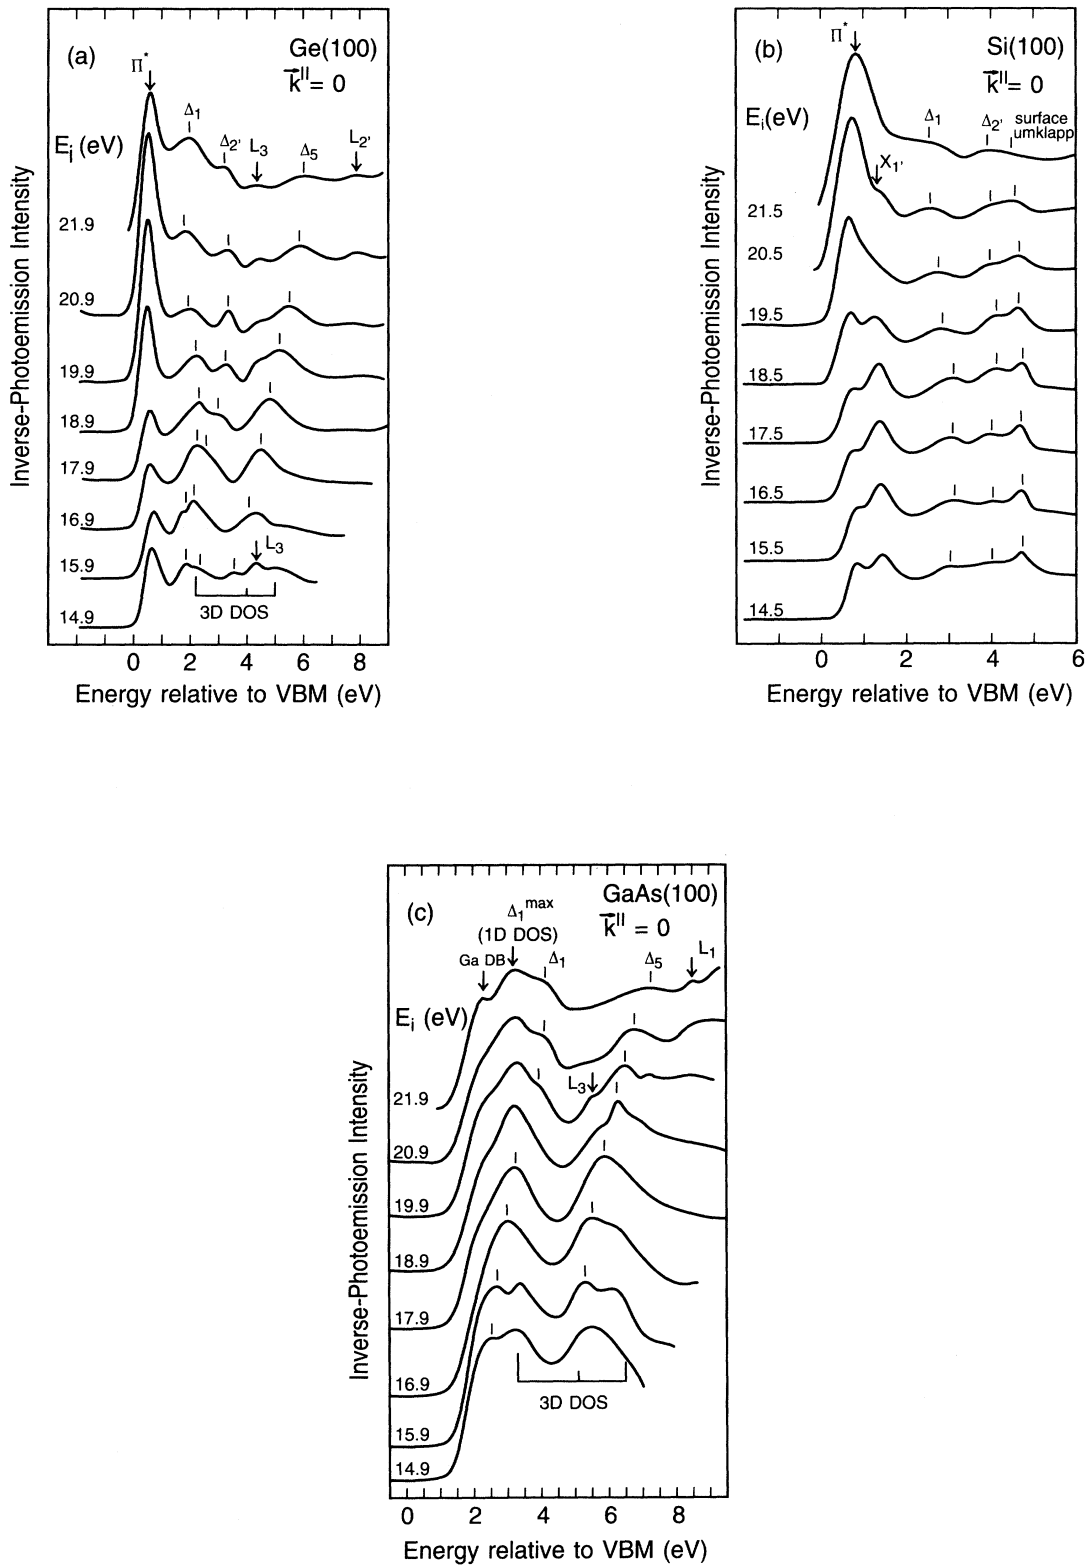 (a)
Ge(100)
k⃗^|| = 0
Π*
Δ₁
Δ₂'
L₃
Δ₅
L₂'
Eᵢ (eV)
21.9
20.9
19.9
18.9
17.9
16.9
15.9
14.9
L₃
3D DOS
Inverse-Photoemission Intensity
0 2 4 6 8
Energy relative to VBM (eV)
(b)
Si(100)
k⃗^|| = 0
Π*
Δ₁
Δ₂'
surface
umklapp
Eᵢ(eV)
X₁'
21.5
20.5
19.5
18.5
17.5
16.5
15.5
14.5
Inverse-Photoemission Intensity
0 2 4 6
Energy relative to VBM (eV)
(c)
GaAs(100)
k⃗^|| = 0
Δ₁^max
(1D DOS)
Ga DB
Δ₁
Δ₅
L₁
Eᵢ (eV)
L₃
21.9
20.9
19.9
18.9
17.9
16.9
15.9
14.9
3D DOS
Inverse-Photoemission Intensity
0 2 4 6 8
Energy relative to VBM (eV)